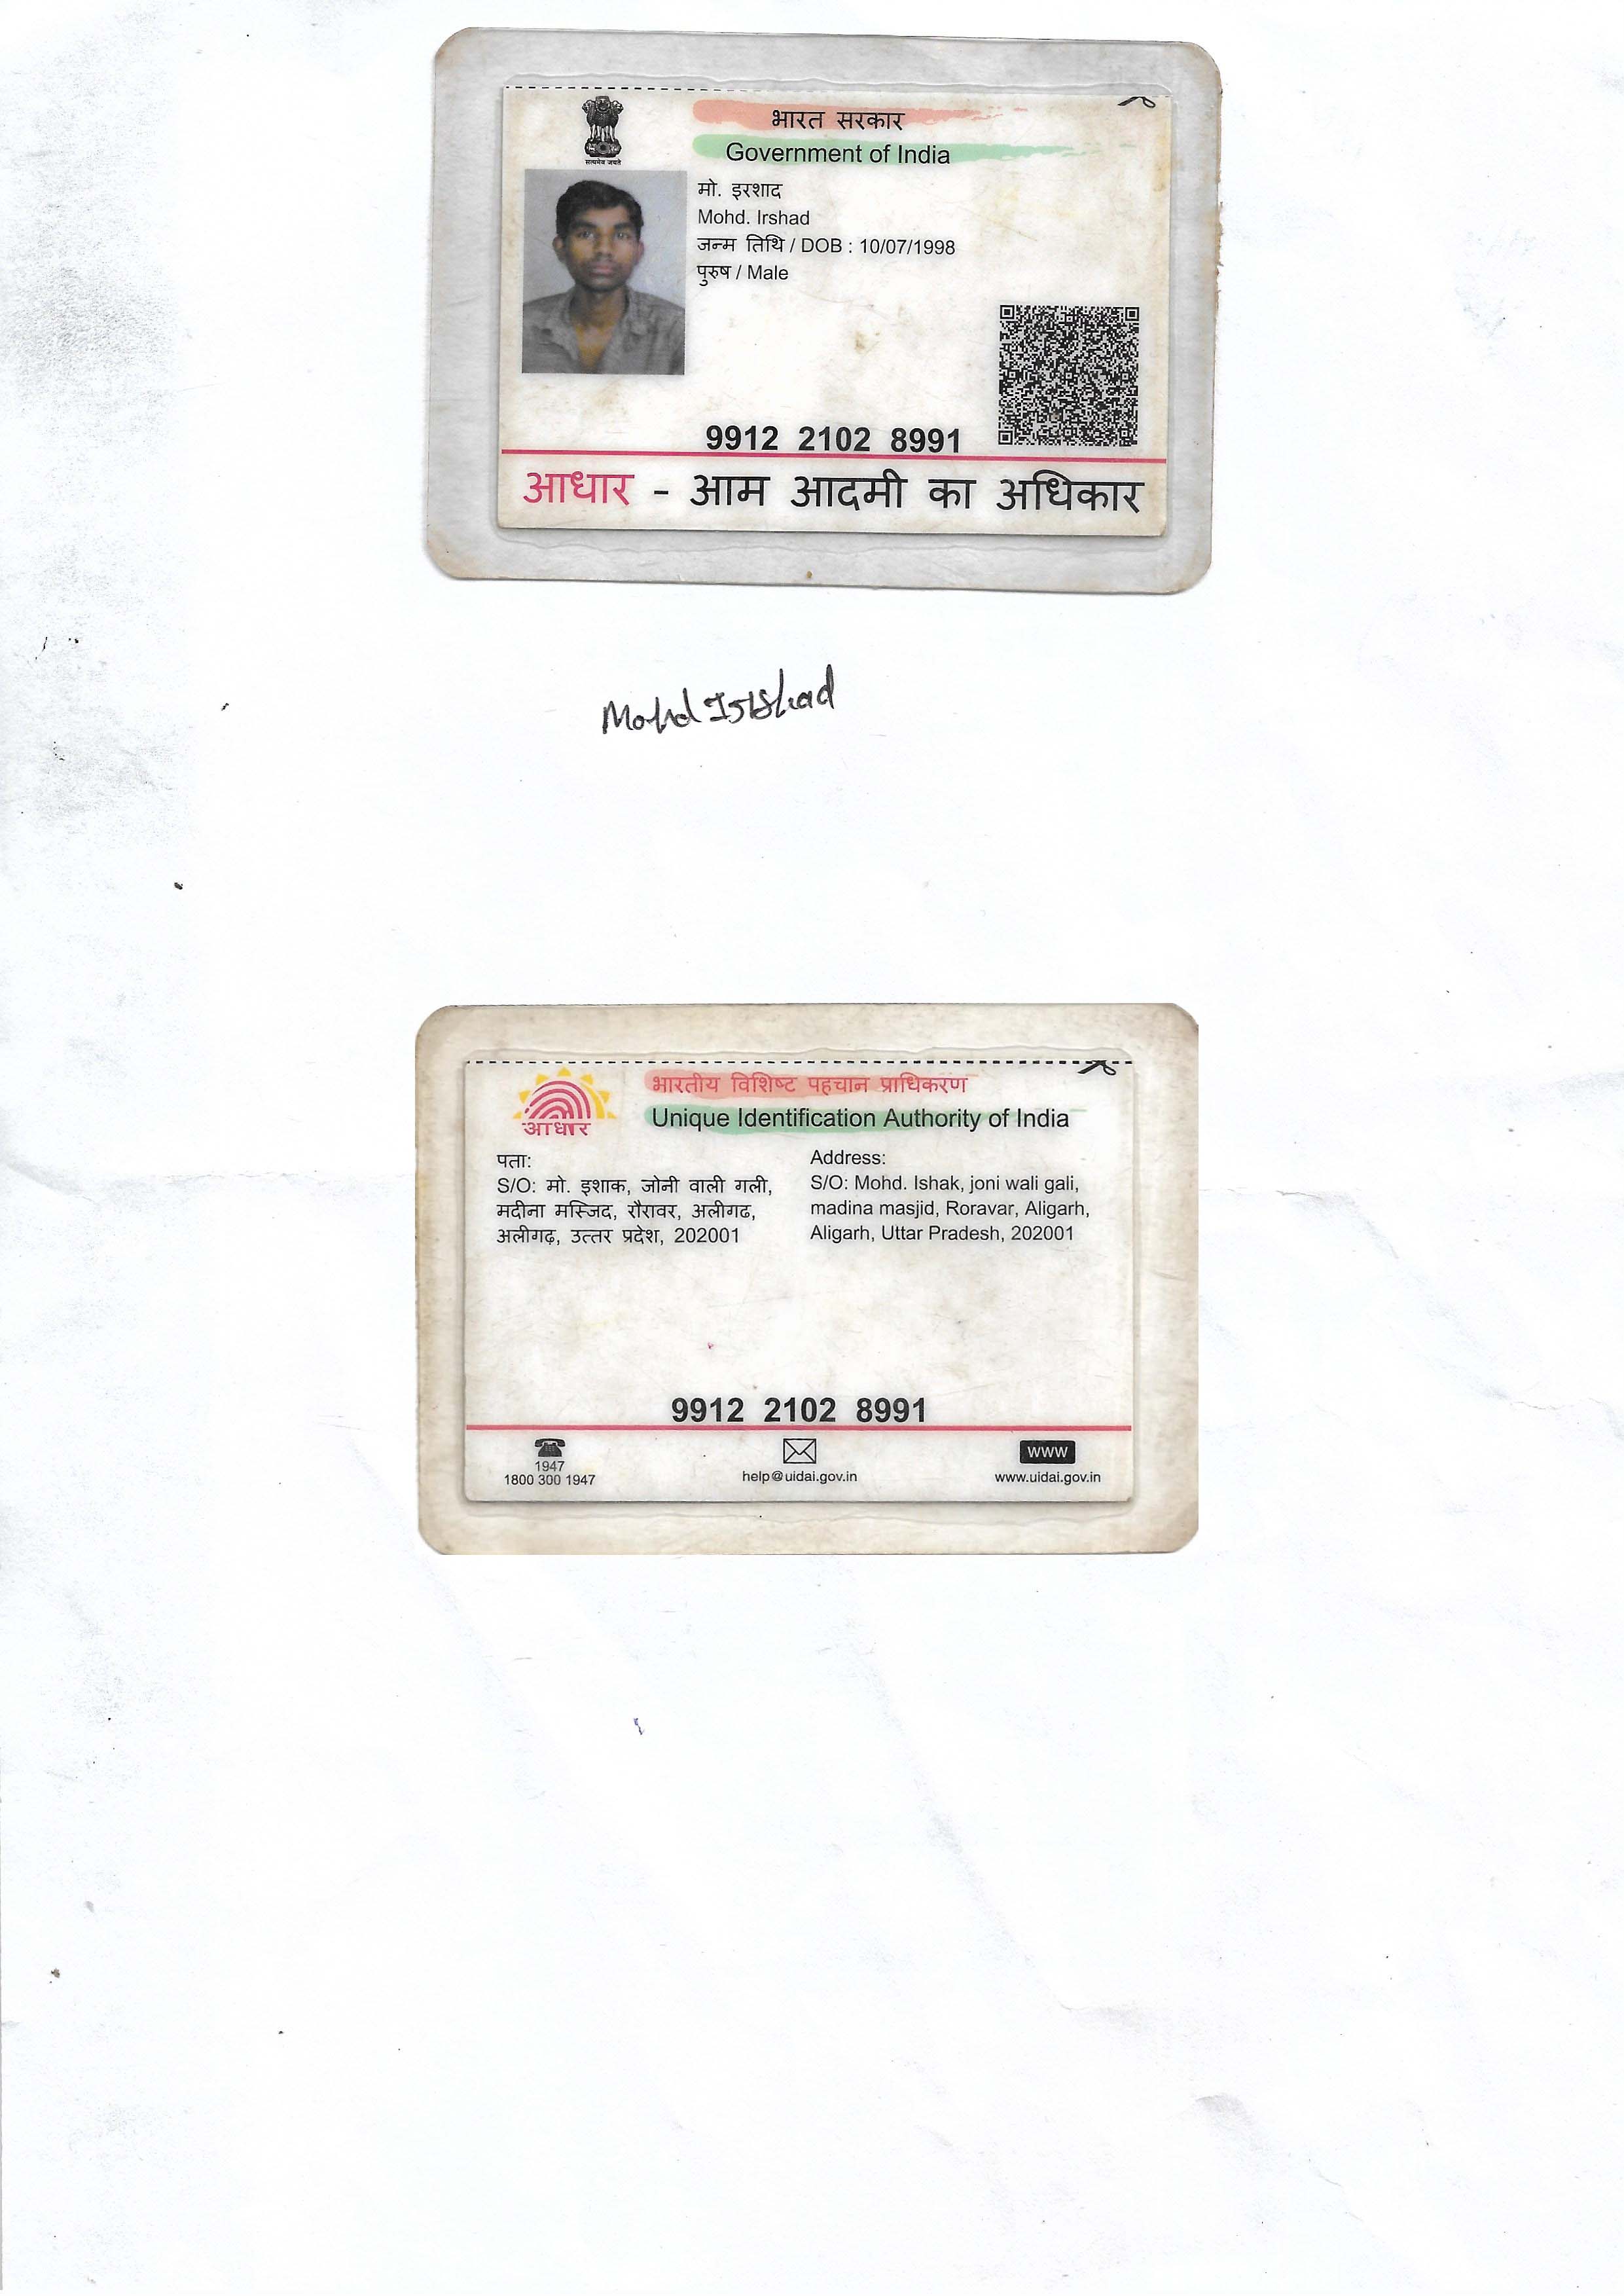 भारत सरकार
Government of India
सत्यमेव जयते
मो. इरशाद
Mohd. Irshad
जन्म तिथि / DOB : 10/07/1998
पुरुष / Male
9912 2102 8991
आधार - आम आदमी का अधिकार
Mohd Irshad
भारतीय विशिष्ट पहचान प्राधिकरण
Unique Identification Authority of India
आधार
पता:
S/O: मो. इशाक, जोनी वाली गली,
मदीना मस्जिद, रौरावर, अलीगढ,
अलीगढ़, उत्तर प्रदेश, 202001
Address:
S/O: Mohd. Ishak, joni wali gali,
madina masjid, Roravar, Aligarh,
Aligarh, Uttar Pradesh, 202001
9912 2102 8991
1947
1800 300 1947
help@uidai.gov.in
www
www.uidai.gov.in